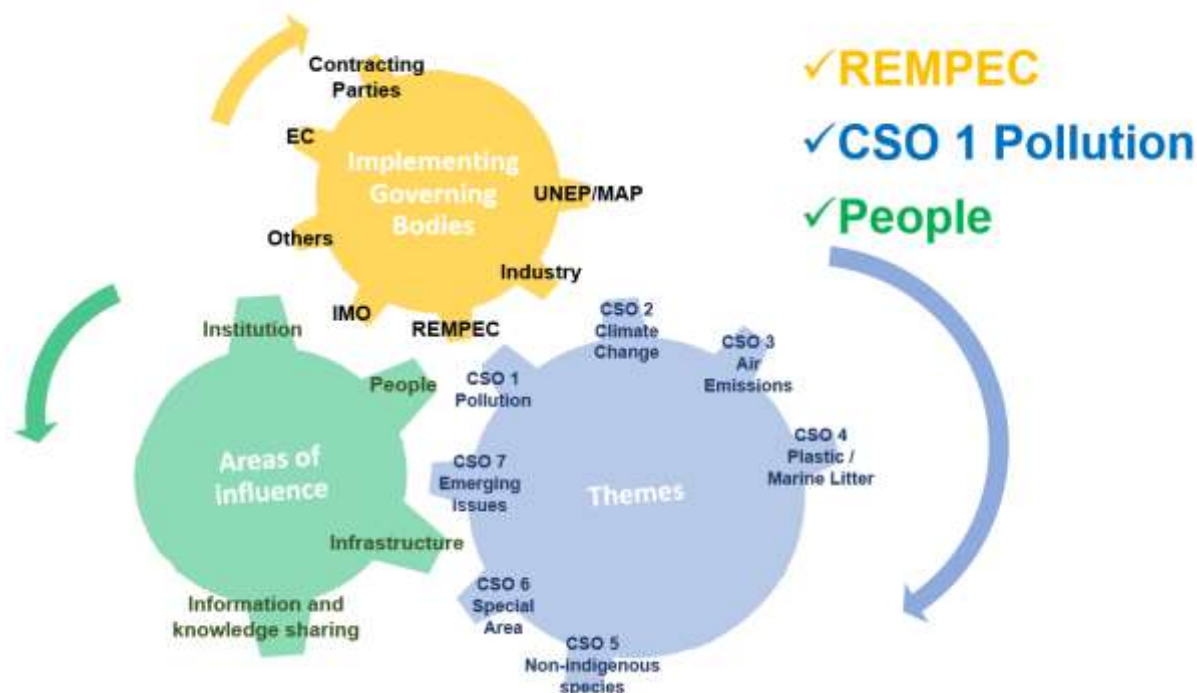 Contracting
Parties
EC
Implementing
Governing
Bodies
UNEP/MAP
Others
Industry
IMO
REMPEC
✓REMPEC
✓CSO 1 Pollution
✓People
Institution
People
Areas of
influence
Infrastructure
Information and
knowledge sharing
CSO 1
Pollution
CSO 2
Climate
Change
CSO 3
Air
Emissions
CSO 4
Plastic /
Marine Litter
CSO 7
Emerging
issues
Themes
CSO 6
Special
Area
CSO 5
Non-indigenous
species